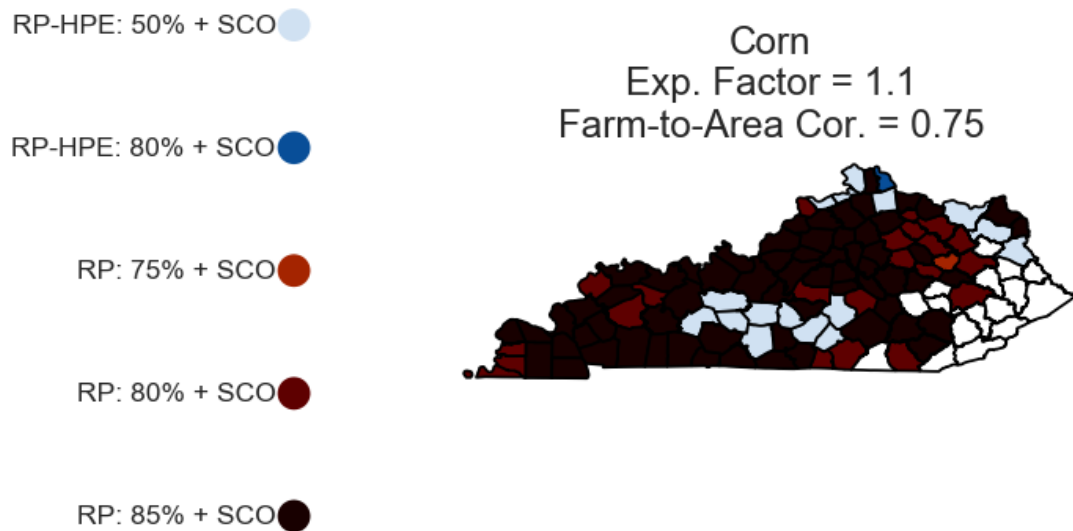 RP-HPE: 50% + SCO
RP-HPE: 80% + SCO
RP: 75% + SCO
RP: 80% + SCO
RP: 85% + SCO
Corn
Exp. Factor = 1.1
Farm-to-Area Cor. = 0.75